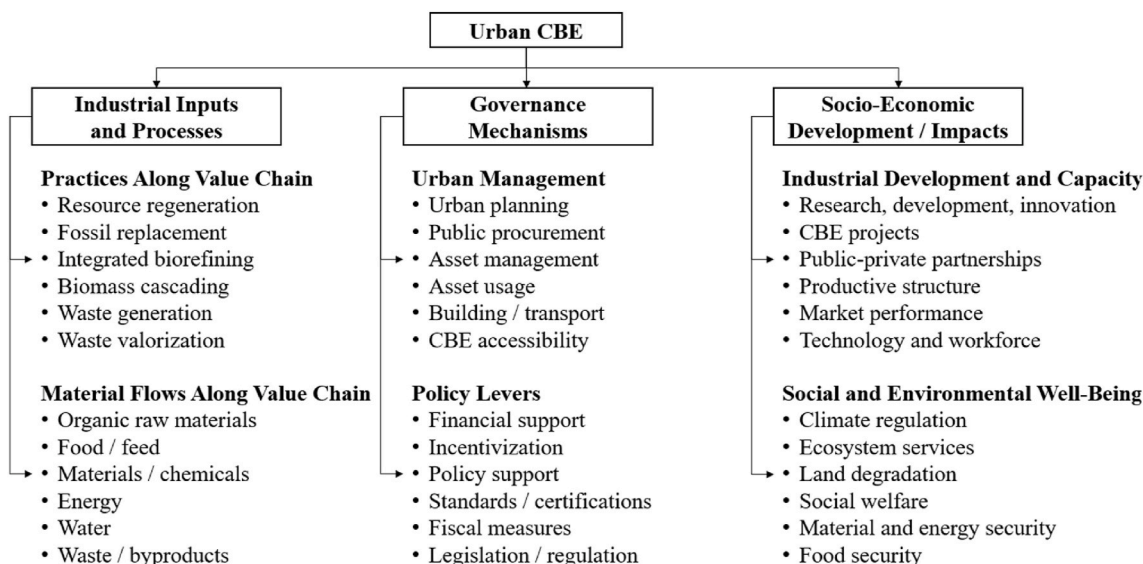 Urban CBE
Industrial Inputs
and Processes
Practices Along Value Chain
• Resource regeneration
• Fossil replacement
• Integrated biorefining
• Biomass cascading
• Waste generation
• Waste valorization
Material Flows Along Value Chain
• Organic raw materials
• Food / feed
• Materials / chemicals
• Energy
• Water
• Waste / byproducts
Governance
Mechanisms
Urban Management
• Urban planning
• Public procurement
• Asset management
• Asset usage
• Building / transport
• CBE accessibility
Policy Levers
• Financial support
• Incentivization
• Policy support
• Standards / certifications
• Fiscal measures
• Legislation / regulation
Socio-Economic
Development / Impacts
Industrial Development and Capacity
• Research, development, innovation
• CBE projects
• Public-private partnerships
• Productive structure
• Market performance
• Technology and workforce
Social and Environmental Well-Being
• Climate regulation
• Ecosystem services
• Land degradation
• Social welfare
• Material and energy security
• Food security